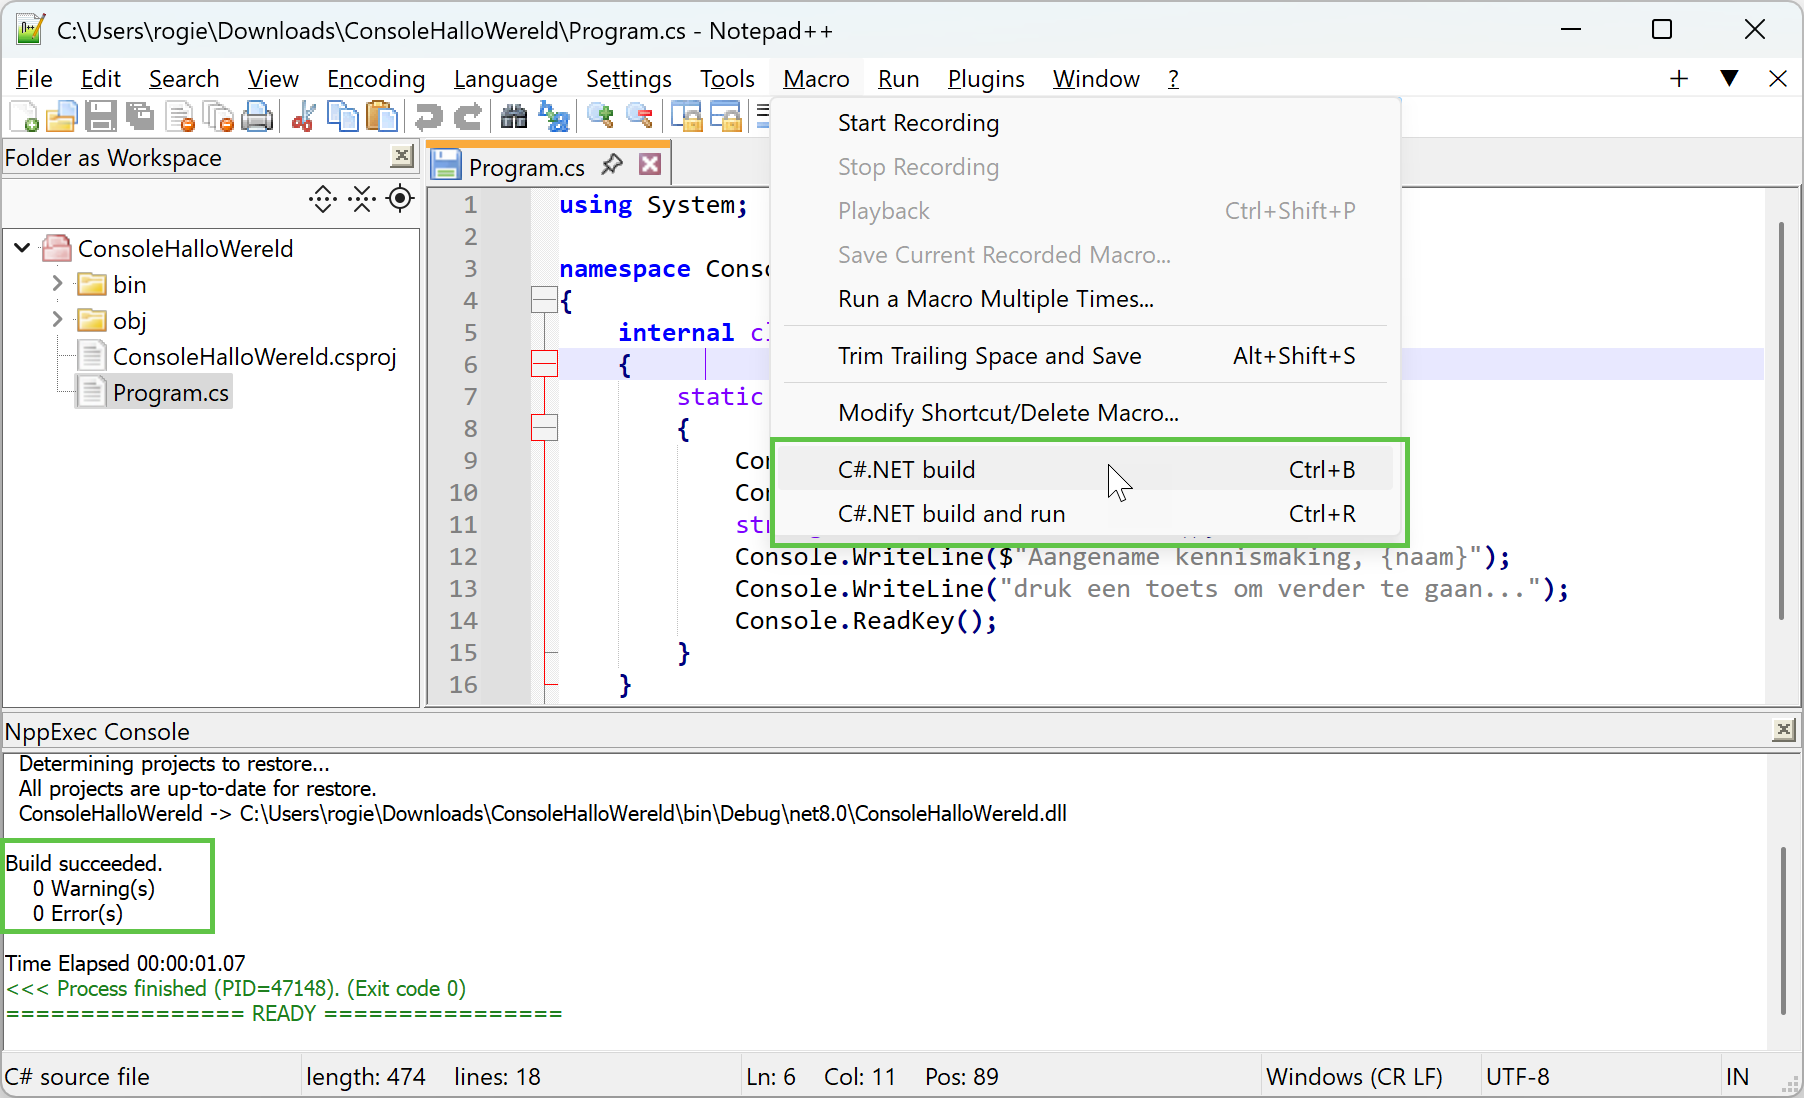 C:\Users\rogie\Downloads\ConsoleHalloWereld\Program.cs - Notepad++
File Edit Search View Encoding Language Settings Tools Macro Run Plugins Window ?
Folder as Workspace
ConsoleHalloWereld
bin
obj
ConsoleHalloWereld.csproj
Program.cs
Program.cs
1 using System;
2
3 namespace
4 {
5 internal
6 {
7 static
8 {
9
10
11
12 Console.WriteLine($"Aangename kennismaking, {naam}");
13 Console.WriteLine("druk een toets om verder te gaan...");
14 Console.ReadKey();
15 }
16 }
Start Recording
Stop Recording
Playback Ctrl+Shift+P
Save Current Recorded Macro...
Run a Macro Multiple Times...
Trim Trailing Space and Save Alt+Shift+S
Modify Shortcut/Delete Macro...
C#.NET build Ctrl+B
C#.NET build and run Ctrl+R
NppExec Console
Determining projects to restore...
All projects are up-to-date for restore.
ConsoleHalloWereld -> C:\Users\rogie\Downloads\ConsoleHalloWereld\bin\Debug\net8.0\ConsoleHalloWereld.dll
Build succeeded.
0 Warning(s)
0 Error(s)
Time Elapsed 00:00:01.07
<<< Process finished (PID=47148). (Exit code 0)
================ READY ================
C# source file length: 474 lines: 18 Ln: 6 Col: 11 Pos: 89 Windows (CR LF) UTF-8 IN